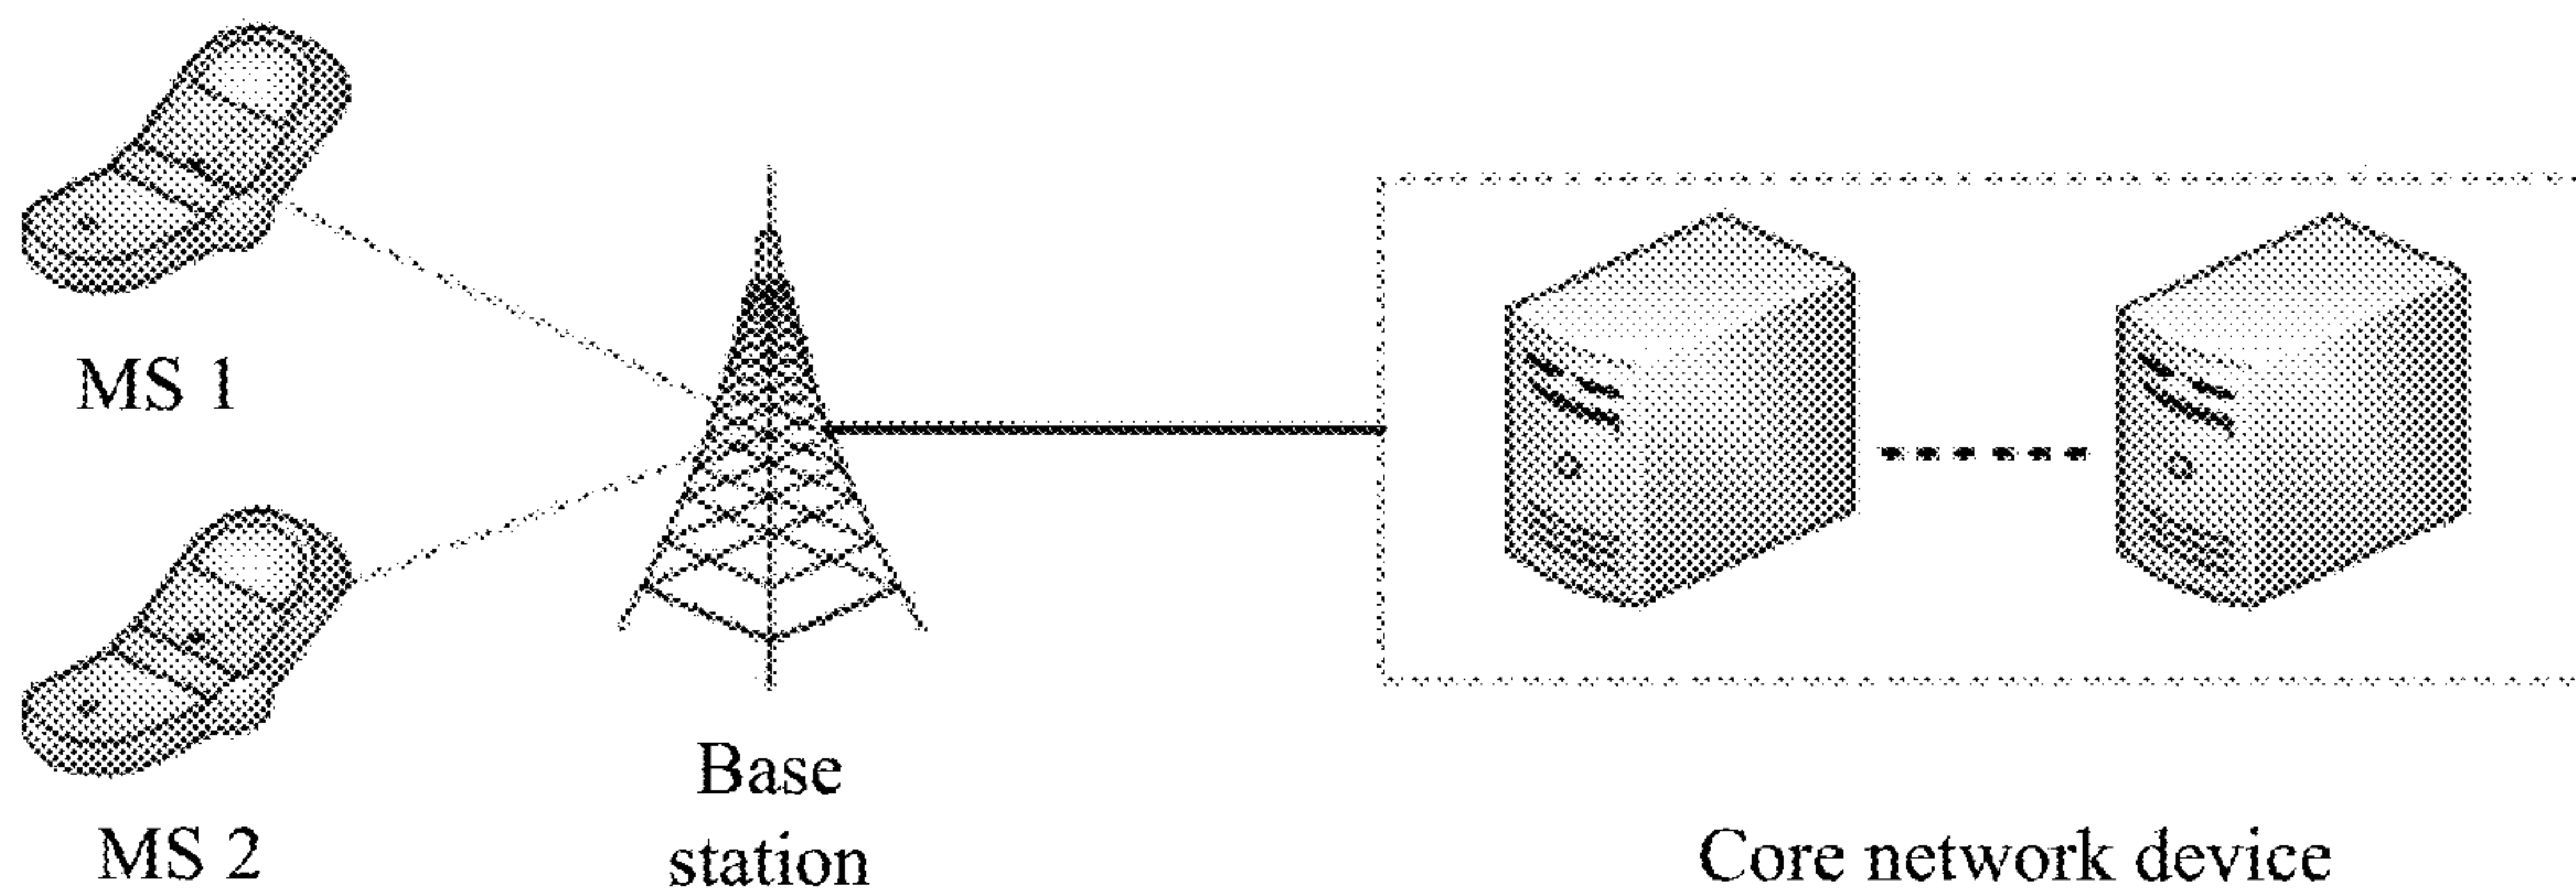 MS 1
MS 2
Base
station
Core network device